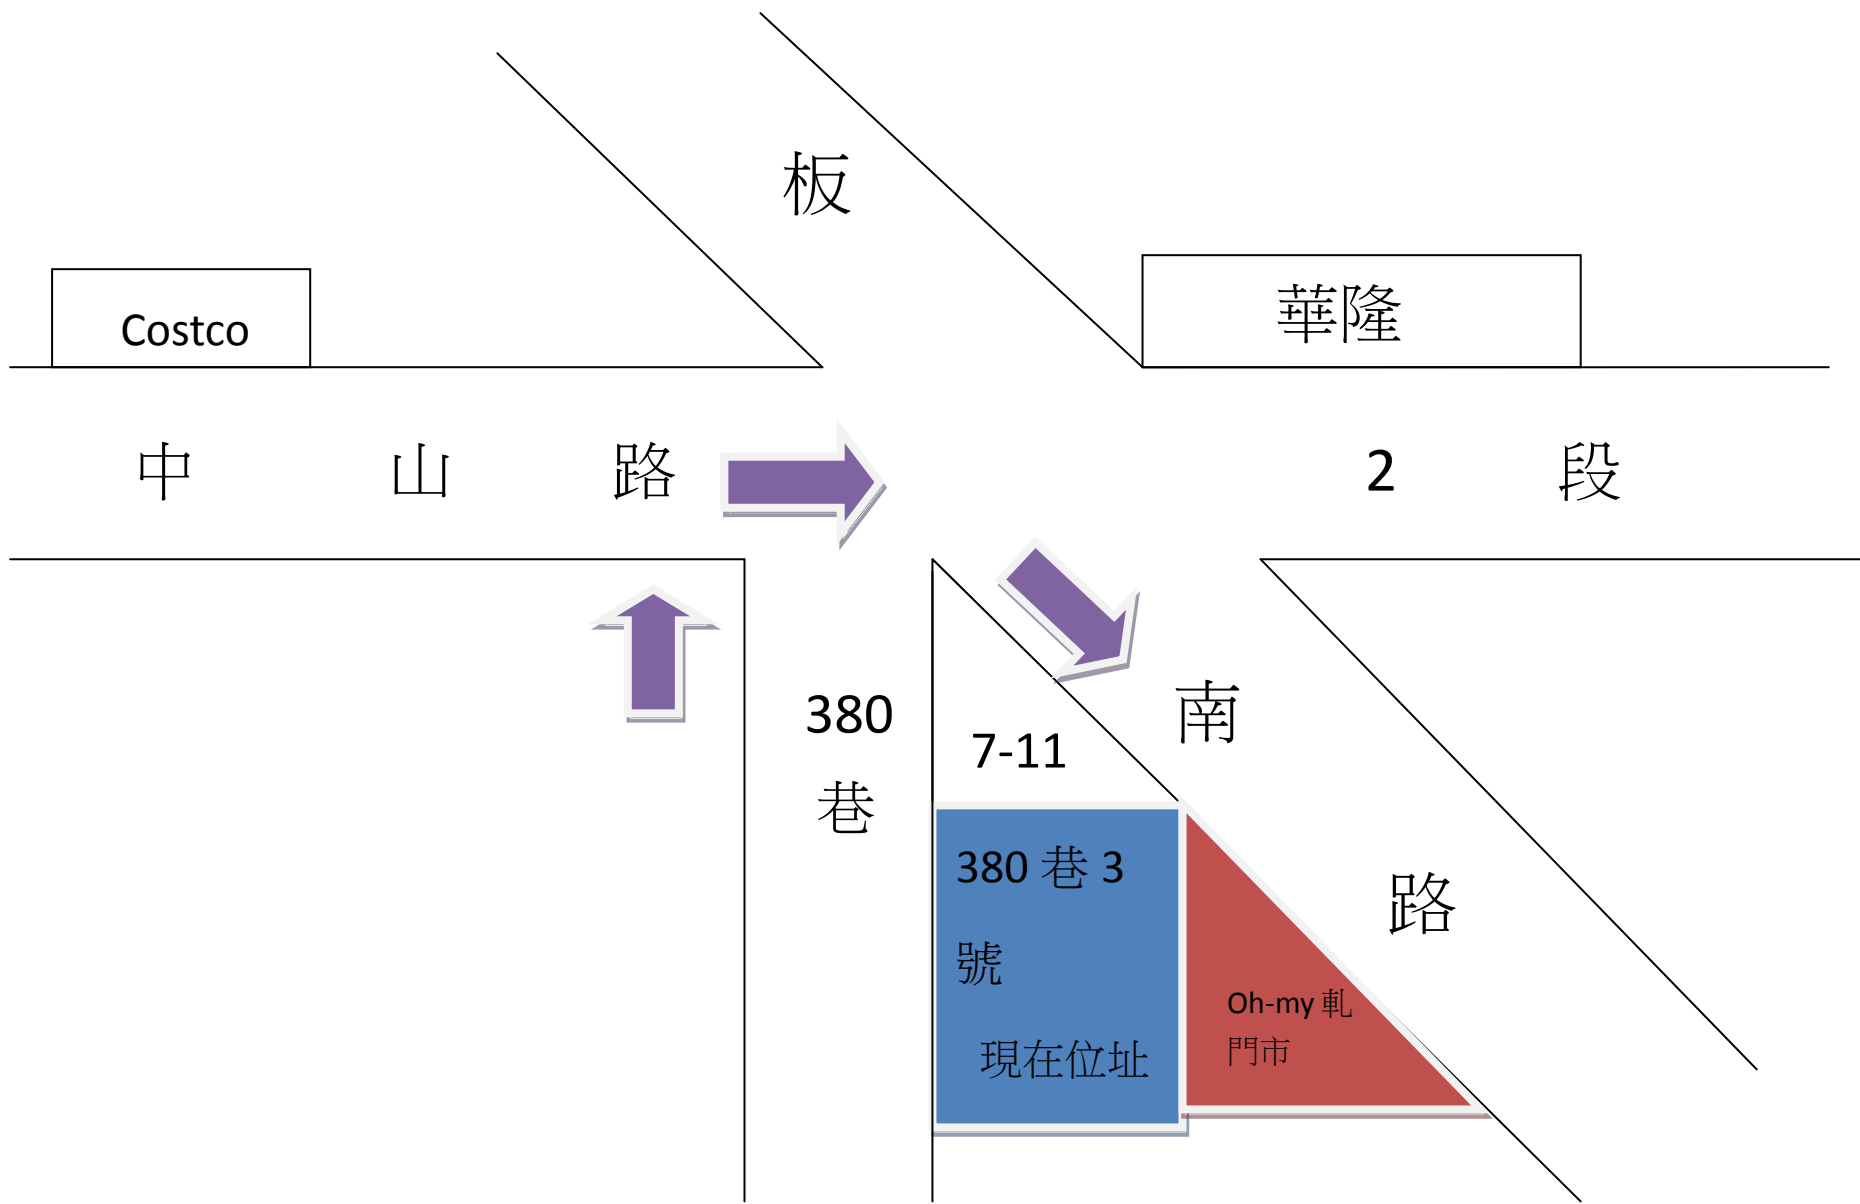 板
Costco
華隆
中 山 路 2 段
380
巷
7-11
南
路
380 巷 3
號
現在位址
Oh-my 軋
門市